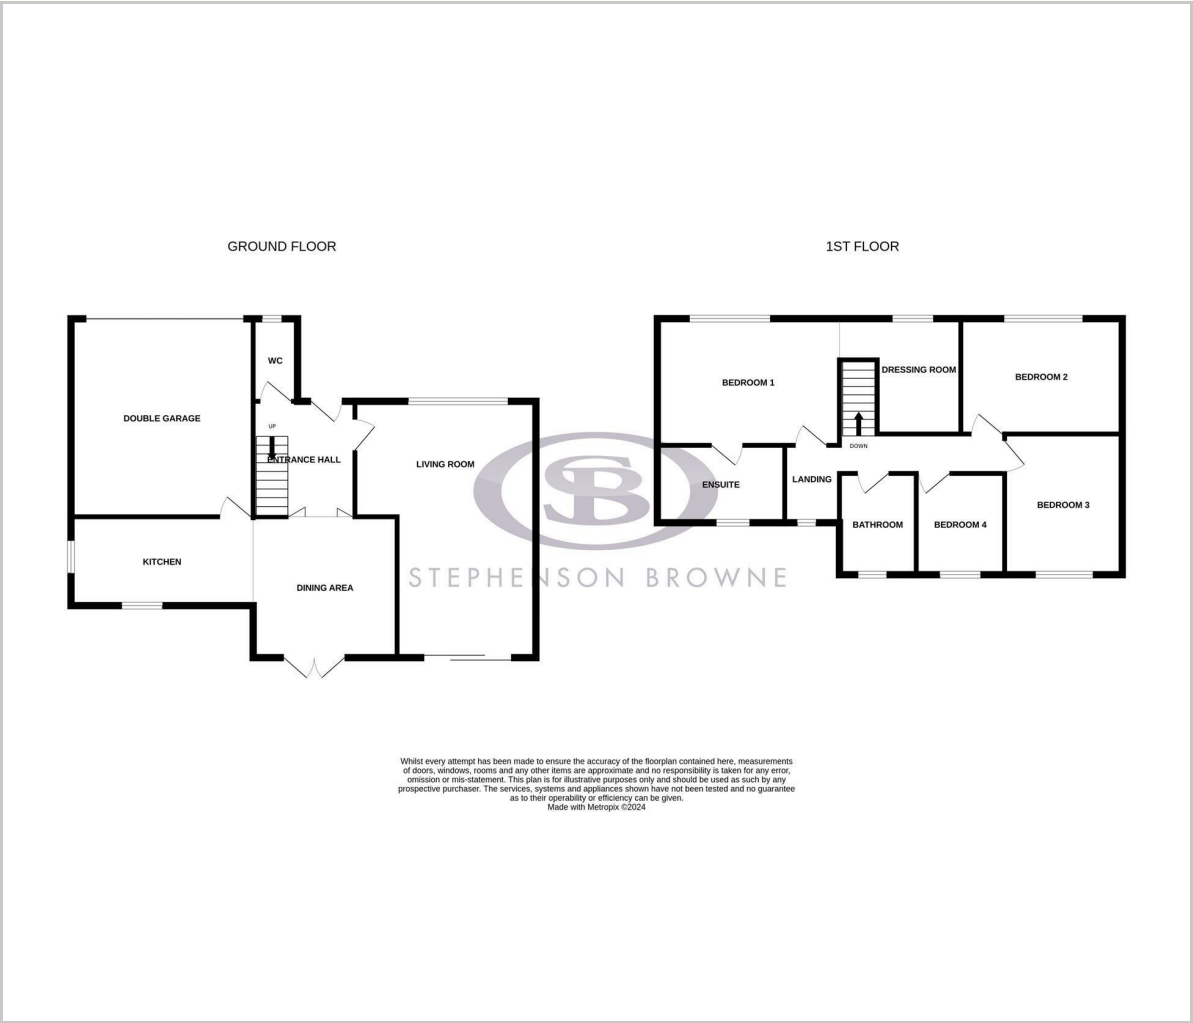 GROUND FLOOR
1ST FLOOR
WC
DOUBLE GARAGE
UP
ENTRANCE HALL
LIVING ROOM
KITCHEN
DINING AREA
BEDROOM 1
DRESSING ROOM
BEDROOM 2
DOWN
ENSUITE
LANDING
BATHROOM
BEDROOM 4
BEDROOM 3
SB
STEPHENSON BROWNE
Whilst every attempt has been made to ensure the accuracy of the floorplan contained here, measurements
of doors, windows, rooms and any other items are approximate and no responsibility is taken for any error,
omission or mis-statement. This plan is for illustrative purposes only and should be used as such by any
prospective purchaser. The services, systems and appliances shown have not been tested and no guarantee
as to their operability or efficiency can be given.
Made with Metropix ©2024